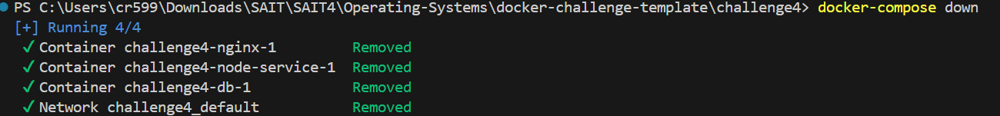 PS C:\Users\cr599\Downloads\SAIT\SAIT4\Operating-Systems\docker-challenge-template\challenge4> docker-compose down
[+] Running 4/4
✓ Container challenge4-nginx-1 Removed
✓ Container challenge4-node-service-1 Removed
✓ Container challenge4-db-1 Removed
✓ Network challenge4_default Removed